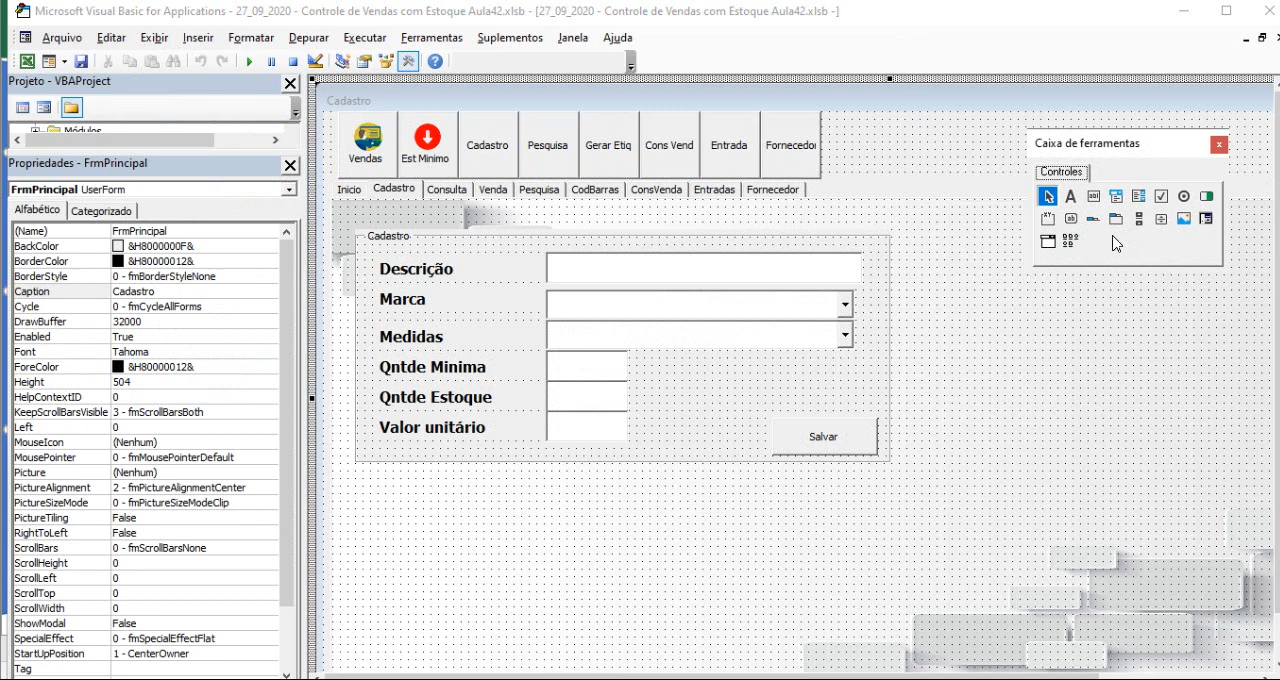 Microsoft Visual Basic for Applications - 27_09_2020 - Controle de Vendas com Estoque Aula42.xlsb - [27_09_2020 - Controle de Vendas com Estoque Aula42.xlsb -]
Arquivo Editar Exibir Inserir Formatar Depurar Executar Ferramentas Suplementos Janela Ajuda
Projeto - VBAProject
Módulos
Propriedades - FrmPrincipal
FrmPrincipal UserForm
Alfabético Categorizado
(Name) FrmPrincipal
BackColor &H8000000F&
BorderColor &H80000012&
BorderStyle 0 - fmBorderStyleNone
Caption Cadastro
Cycle 0 - fmCycleAllForms
DrawBuffer 32000
Enabled True
Font Tahoma
ForeColor &H80000012&
Height 504
HelpContextID 0
KeepScrollBarsVisible 3 - fmScrollBarsBoth
Left 0
MouseIcon (Nenhum)
MousePointer 0 - fmMousePointerDefault
Picture (Nenhum)
PictureAlignment 2 - fmPictureAlignmentCenter
PictureSizeMode 0 - fmPictureSizeModeClip
PictureTiling False
RightToLeft False
ScrollBars 0 - fmScrollBarsNone
ScrollHeight 0
ScrollLeft 0
ScrollTop 0
ScrollWidth 0
ShowModal False
SpecialEffect 0 - fmSpecialEffectFlat
StartUpPosition 1 - CenterOwner
Tag
Cadastro
Vendas Est Minimo Cadastro Pesquisa Gerar Etiq Cons Vend Entrada Fornecedor
Inicio Cadastro Consulta Venda Pesquisa CodBarras ConsVenda Entradas Fornecedor
Cadastro
Descrição
Marca
Medidas
Qntde Minima
Qntde Estoque
Valor unitário
Salvar
Caixa de ferramentas
Controles